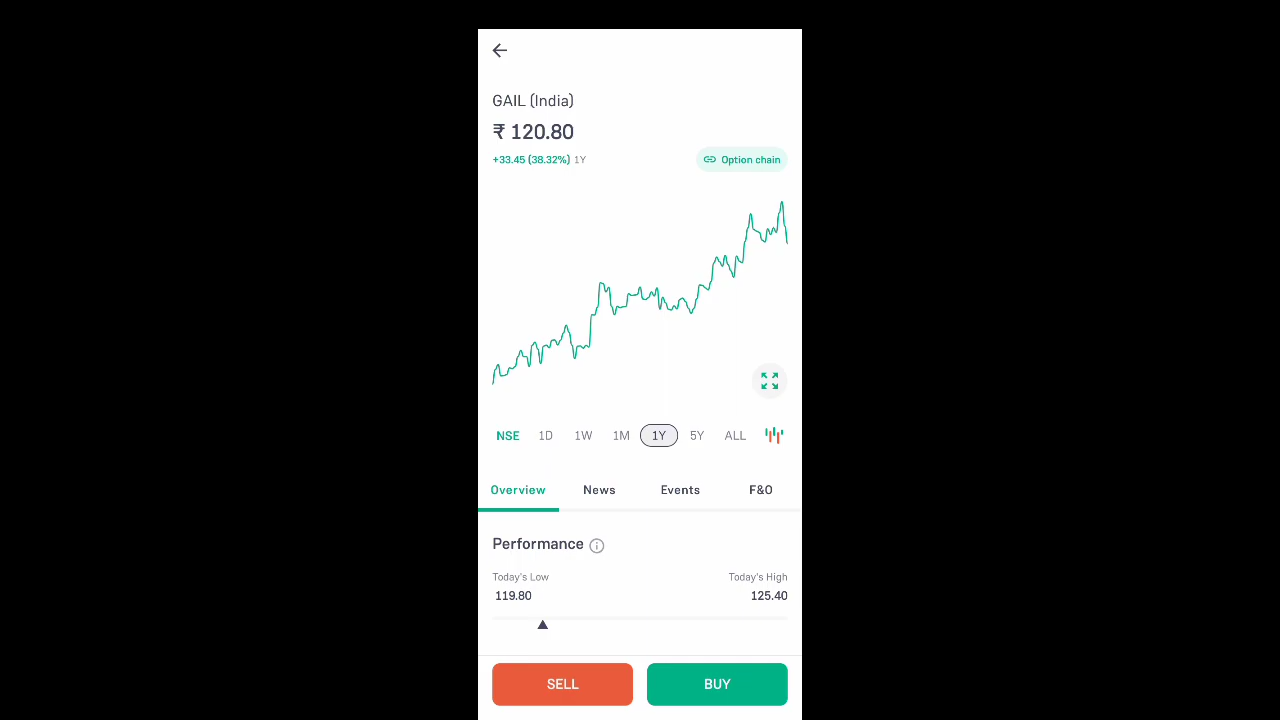 GAIL (India)
₹ 120.80
+33.45 (38.32%) 1Y
Option chain
NSE 1D 1W 1M 1Y 5Y ALL
Overview News Events F&O
Performance
Today's Low Today's High
119.80 125.40
SELL BUY